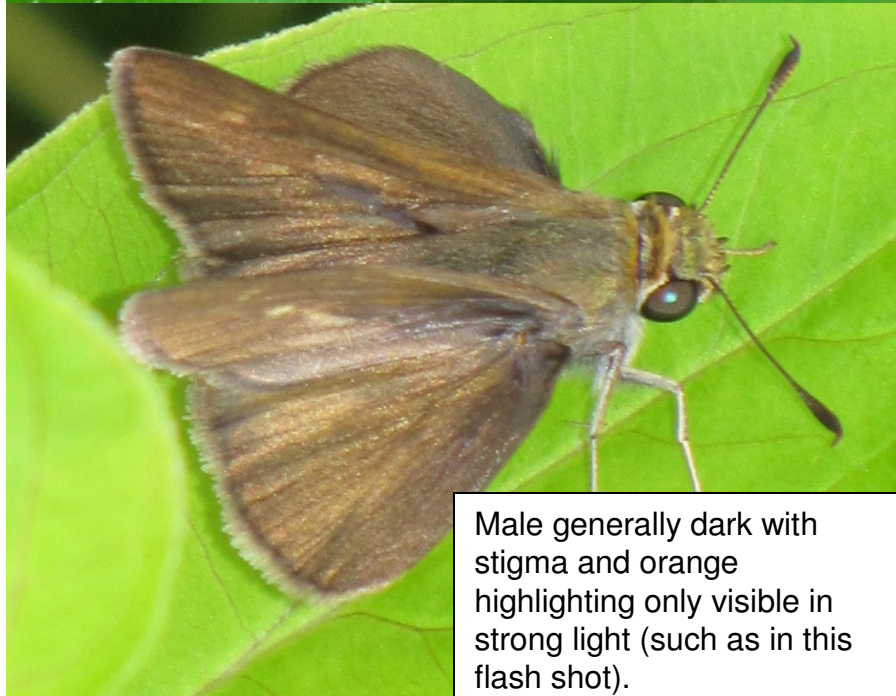 Male generally dark with
stigma and orange
highlighting only visible in
strong light (such as in this
flash shot).